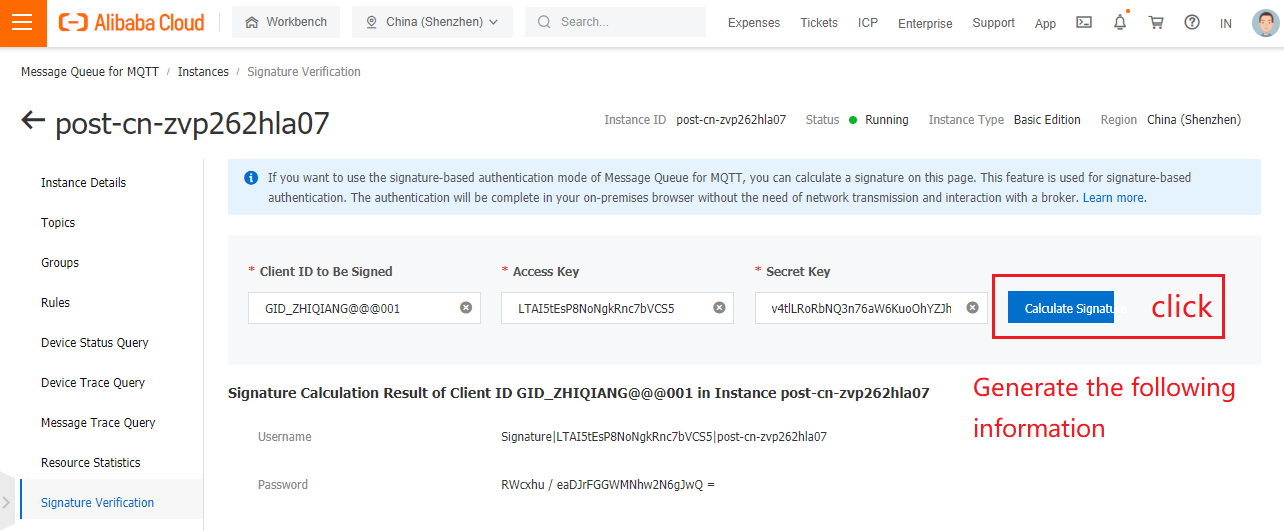 Alibaba Cloud Workbench China (Shenzhen) Search... Expenses Tickets ICP Enterprise Support App IN
Message Queue for MQTT / Instances / Signature Verification
post-cn-zvp262hla07
Instance ID post-cn-zvp262hla07 Status Running Instance Type Basic Edition Region China (Shenzhen)
Instance Details
Topics
Groups
Rules
Device Status Query
Device Trace Query
Message Trace Query
Resource Statistics
Signature Verification
If you want to use the signature-based authentication mode of Message Queue for MQTT, you can calculate a signature on this page. This feature is used for signature-based
authentication. The authentication will be complete in your on-premises browser without the need of network transmission and interaction with a broker. Learn more.
* Client ID to Be Signed * Access Key * Secret Key
GID_ZHIQIANG@@@001 LTAI5tEsP8NoNgkRnc7bVCS5 v4tlLRoRbNQ3n76aW6KuoOhYZJh Calculate Signature click
Signature Calculation Result of Client ID GID_ZHIQIANG@@@001 in Instance post-cn-zvp262hla07
Generate the following
information
Username Signature|LTAI5tEsP8NoNgkRnc7bVCS5|post-cn-zvp262hla07
Password RWcxhu / eaDJrFGGWMNhw2N6gJwQ =